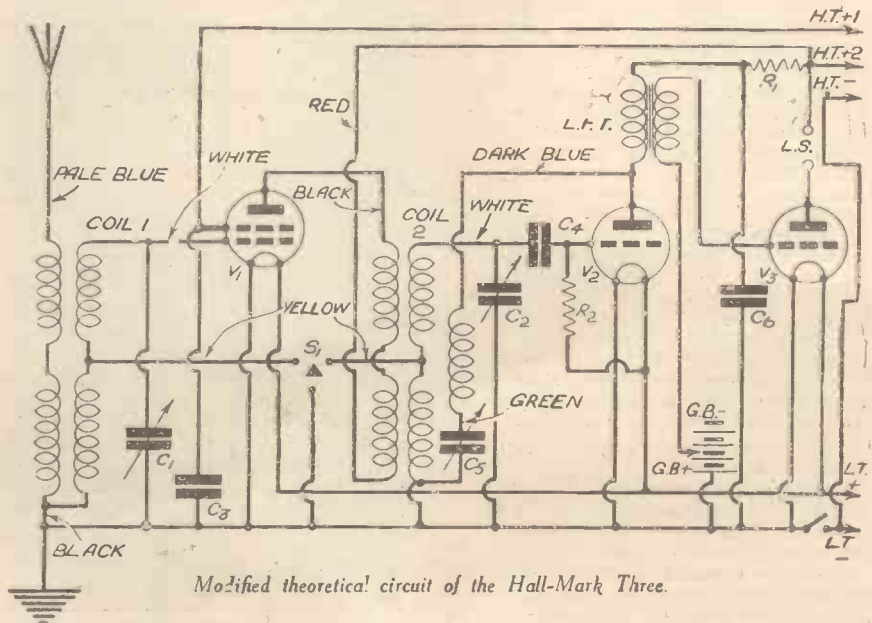 H.T.+1
H.T.+2
H.T.-
R1
RED
L.F.T.
L.S.
DARK BLUE
PALE BLUE
WHITE
BLACK
COIL 1
COIL 2
WHITE
C4
V1
V2
V3
C2
R2
C6
YELLOW
S1
GREEN
G.B.-
C1
C5
G.B+
L.T. +
C3
BLACK
L.T
Modified theoretical circuit of the Hall-Mark Three.